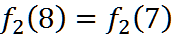 f₂(8) = f₂(7)